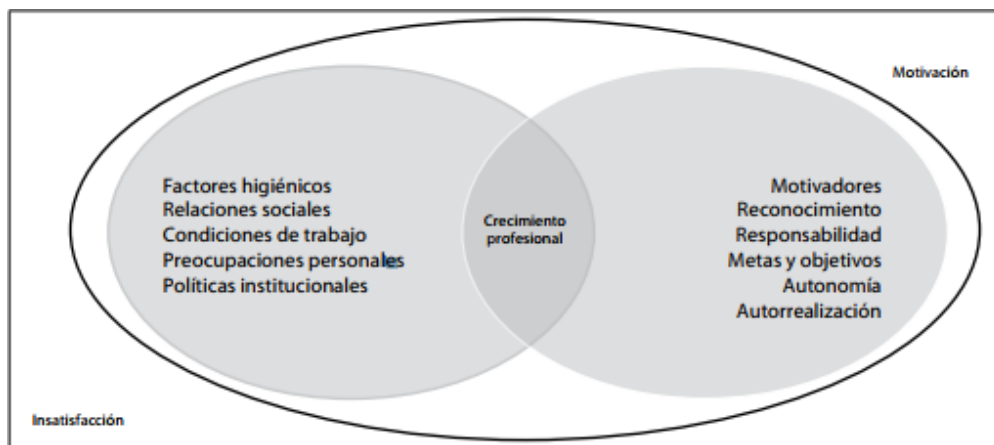 Motivación
Factores higiénicos
Relaciones sociales
Condiciones de trabajo
Preocupaciones personales
Políticas institucionales
Crecimiento
profesional
Motivadores
Reconocimiento
Responsabilidad
Metas y objetivos
Autonomía
Autorrealización
Insatisfacción